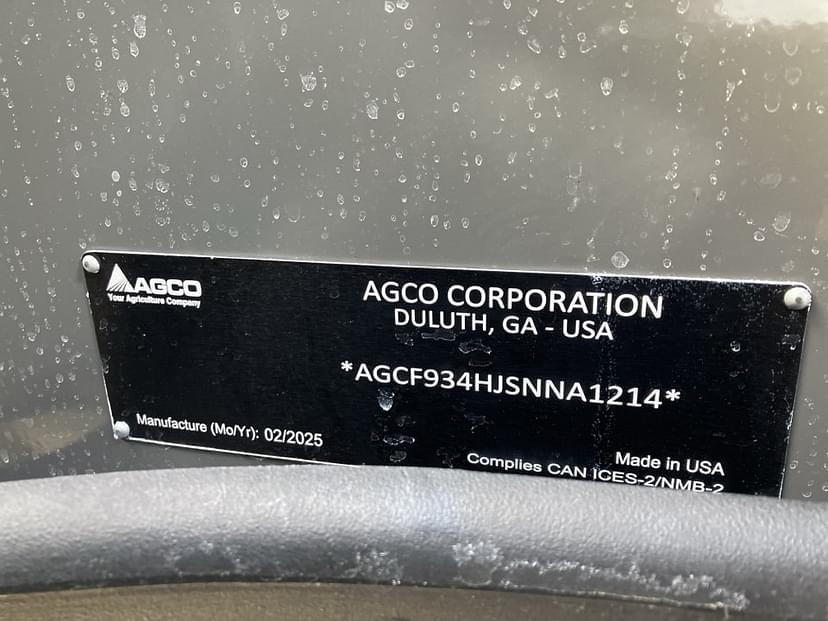 AGCO
Your Agriculture Company
AGCO CORPORATION
DULUTH, GA - USA
*AGCF934HJSNNA1214*
Manufacture (Mo/Yr): 02/2025
Made in USA
Complies CAN ICES-2/NMB-2